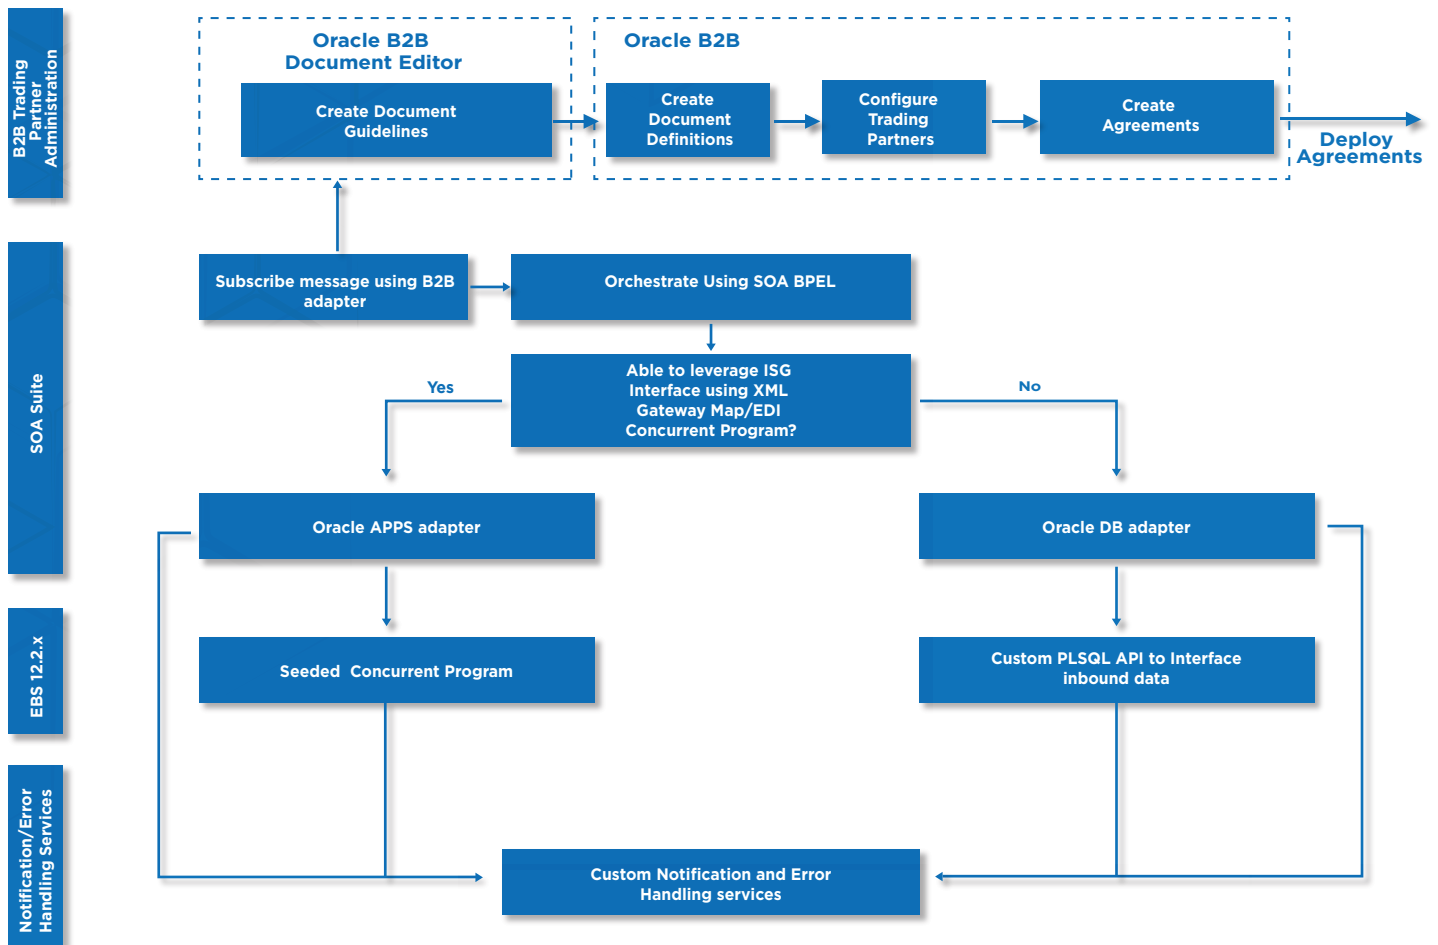 B2B Trading
Partner
Administration
Oracle B2B
Document Editor
Create Document
Guidelines
Oracle B2B
Create
Document
Definitions
Configure
Trading
Partners
Create
Agreements
Deploy
Agreements
SOA Suite
Subscribe message using B2B
adapter
Orchestrate Using SOA BPEL
Able to leverage ISG
Interface using XML
Gateway Map/EDI
Concurrent Program?
Yes
No
Oracle APPS adapter
Oracle DB adapter
EBS 12.2.x
Seeded  Concurrent Program
Custom PLSQL API to Interface
inbound data
Notification/Error
Handling Services
Custom Notification and Error
Handling services